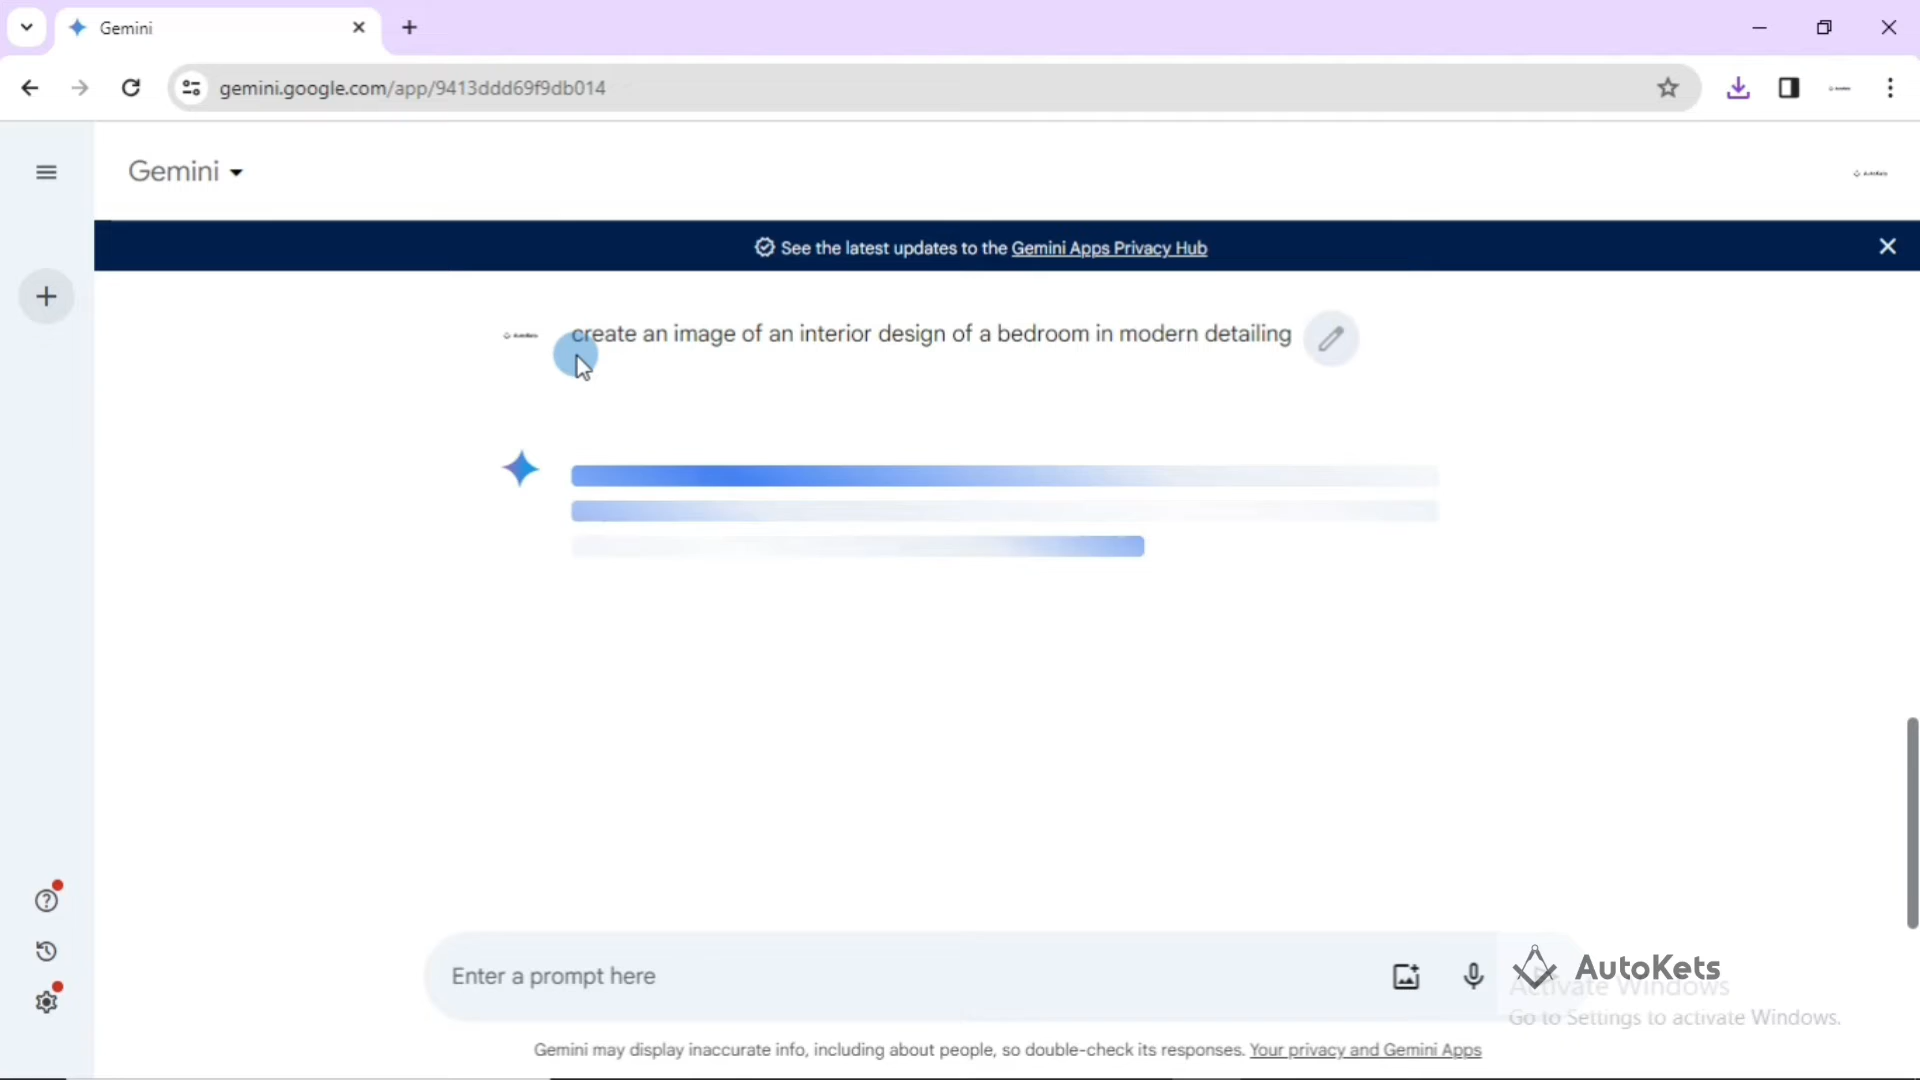 Gemini
gemini.google.com/app/9413ddd69f9db014
Gemini
See the latest updates to the Gemini Apps Privacy Hub
create an image of an interior design of a bedroom in modern detailing
Enter a prompt here
AutoKets
Activate Windows
Go to Settings to activate Windows.
Gemini may display inaccurate info, including about people, so double-check its responses. Your privacy and Gemini Apps